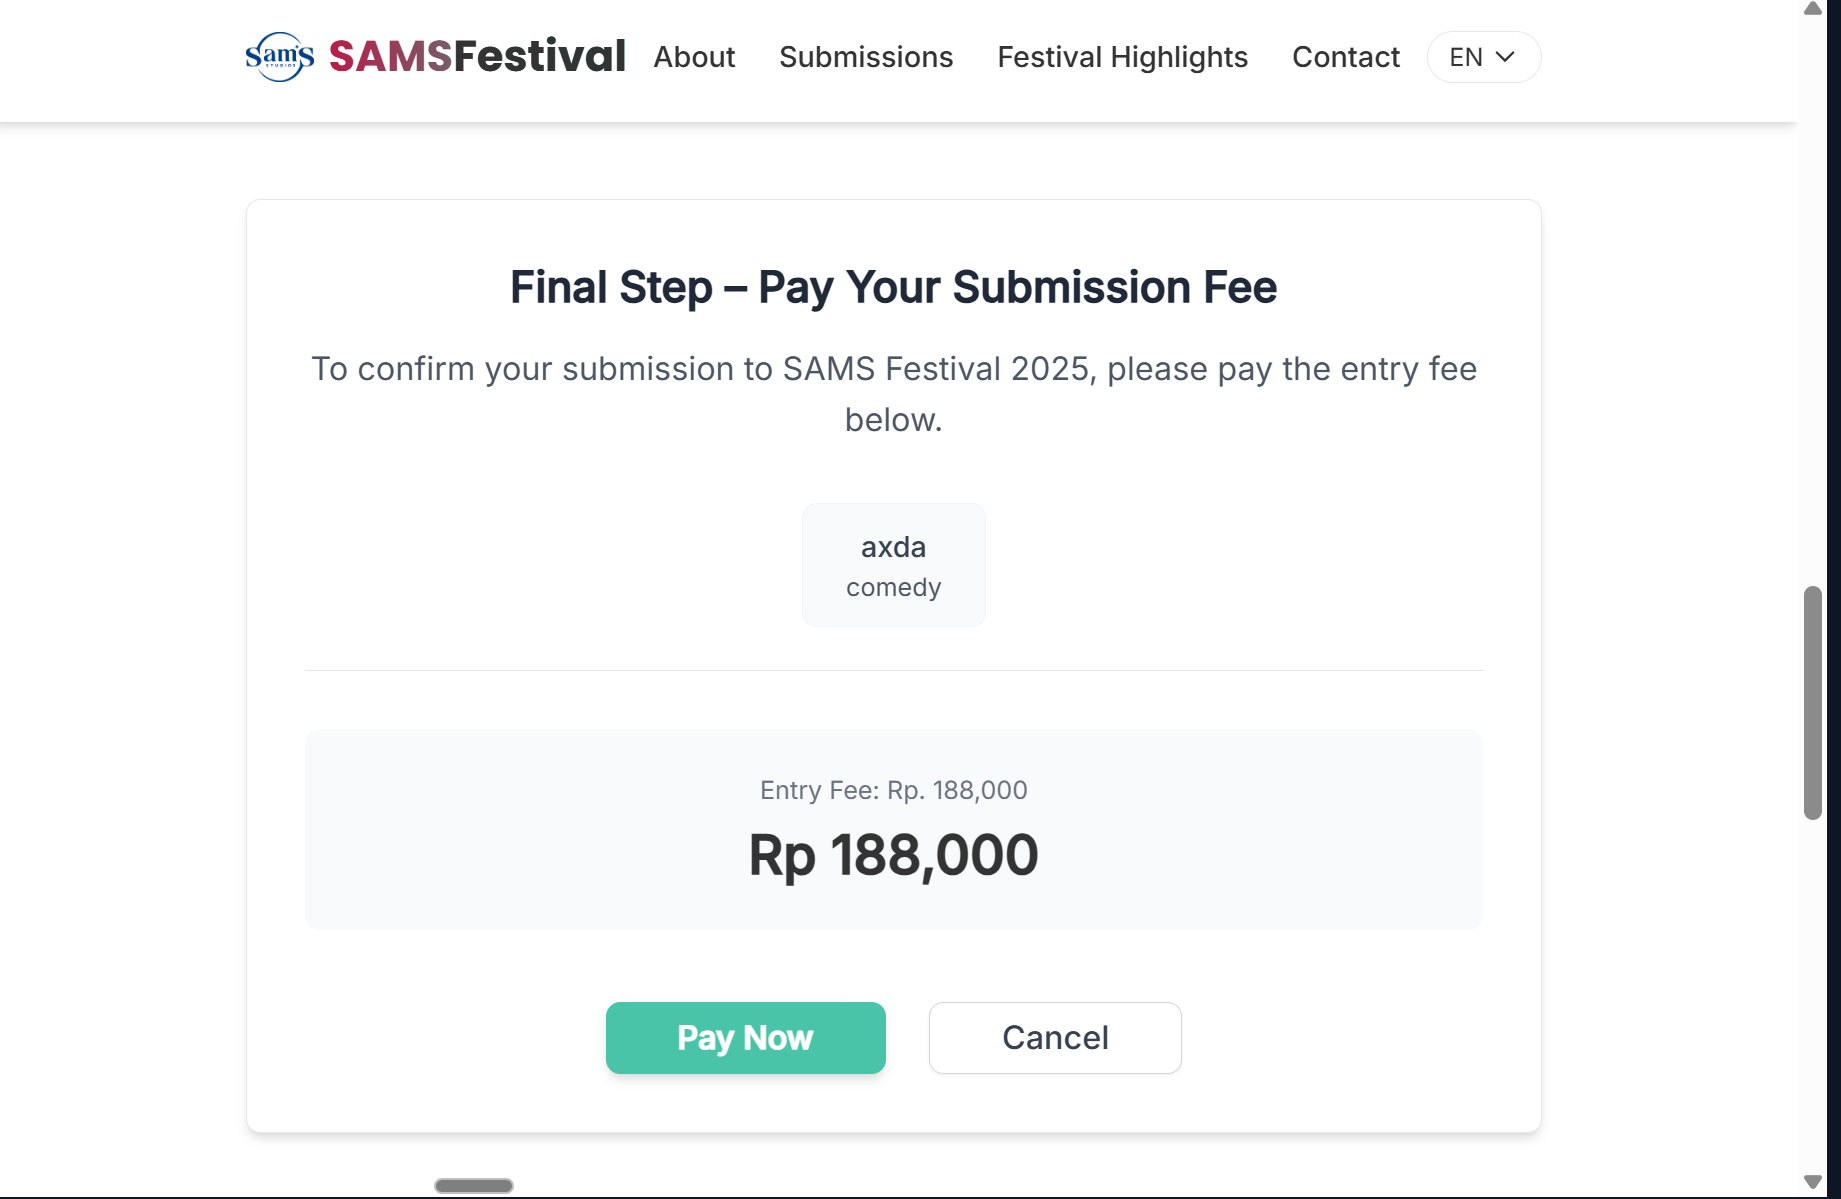 Sam's
STUDIOS
SAMSFestival
About
Submissions
Festival Highlights
Contact
EN
Final Step – Pay Your Submission Fee
To confirm your submission to SAMS Festival 2025, please pay the entry fee
below.
axda
comedy
Entry Fee: Rp. 188,000
Rp 188,000
Pay Now
Cancel